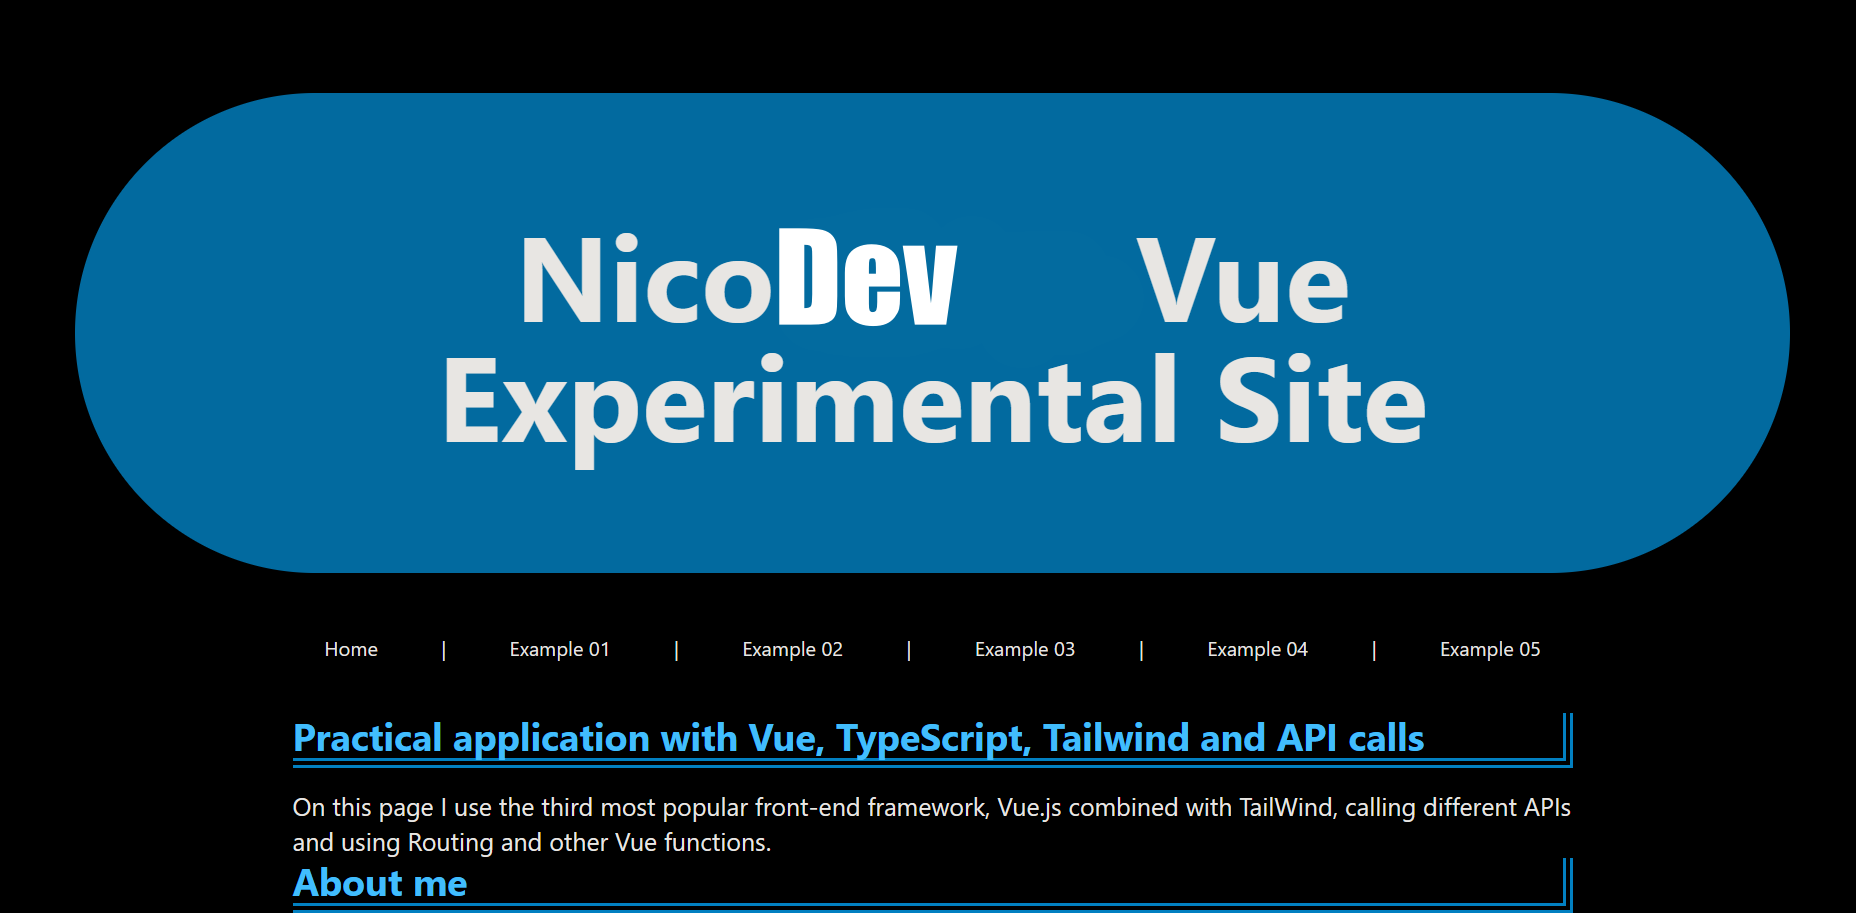 NicoDev Vue
Experimental Site
Home | Example 01 | Example 02 | Example 03 | Example 04 | Example 05
Practical application with Vue, TypeScript, Tailwind and API calls
On this page I use the third most popular front-end framework, Vue.js combined with TailWind, calling different APIs
and using Routing and other Vue functions.
About me